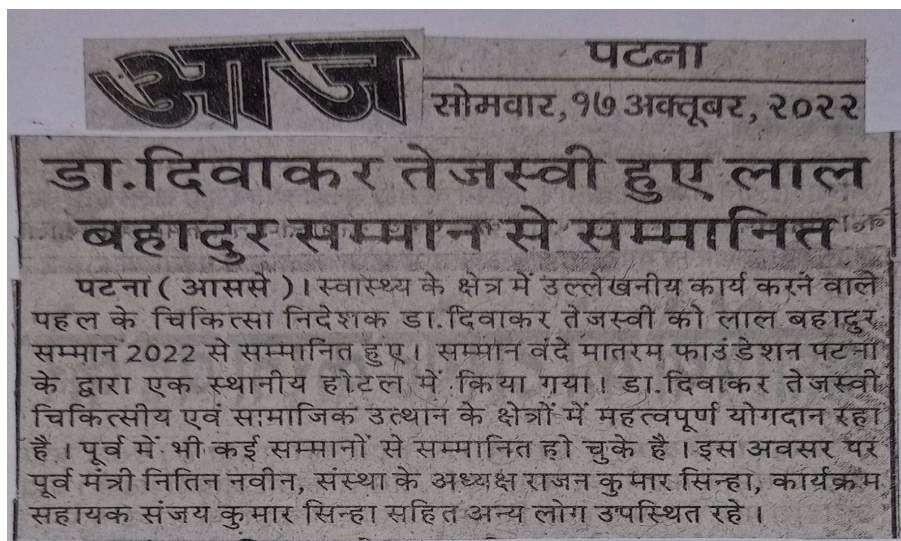 आज
पटना
सोमवार, १७ अक्तूबर, २०२२
डा.दिवाकर तेजस्वी हुए लाल
बहादुर सम्मान से सम्मानित
पटना ( आससे )। स्वास्थ्य के क्षेत्र में उल्लेखनीय कार्य करने वाले
पहल के चिकित्सा निदेशक डा.दिवाकर तेजस्वी को लाल बहादुर
सम्मान 2022 से सम्मानित हुए। सम्मान वंदे मातरम फाउंडेशन पटना
के द्वारा एक स्थानीय होटल में किया गया। डा.दिवाकर तेजस्वी
चिकित्सीय एवं सामाजिक उत्थान के क्षेत्रों में महत्वपूर्ण योगदान रहा
है। पूर्व में भी कई सम्मानों से सम्मानित हो चुके है। इस अवसर पर
पूर्व मंत्री नितिन नवीन, संस्था के अध्यक्ष राजन कुमार सिन्हा, कार्यक्रम
सहायक संजय कुमार सिन्हा सहित अन्य लोग उपस्थित रहे।